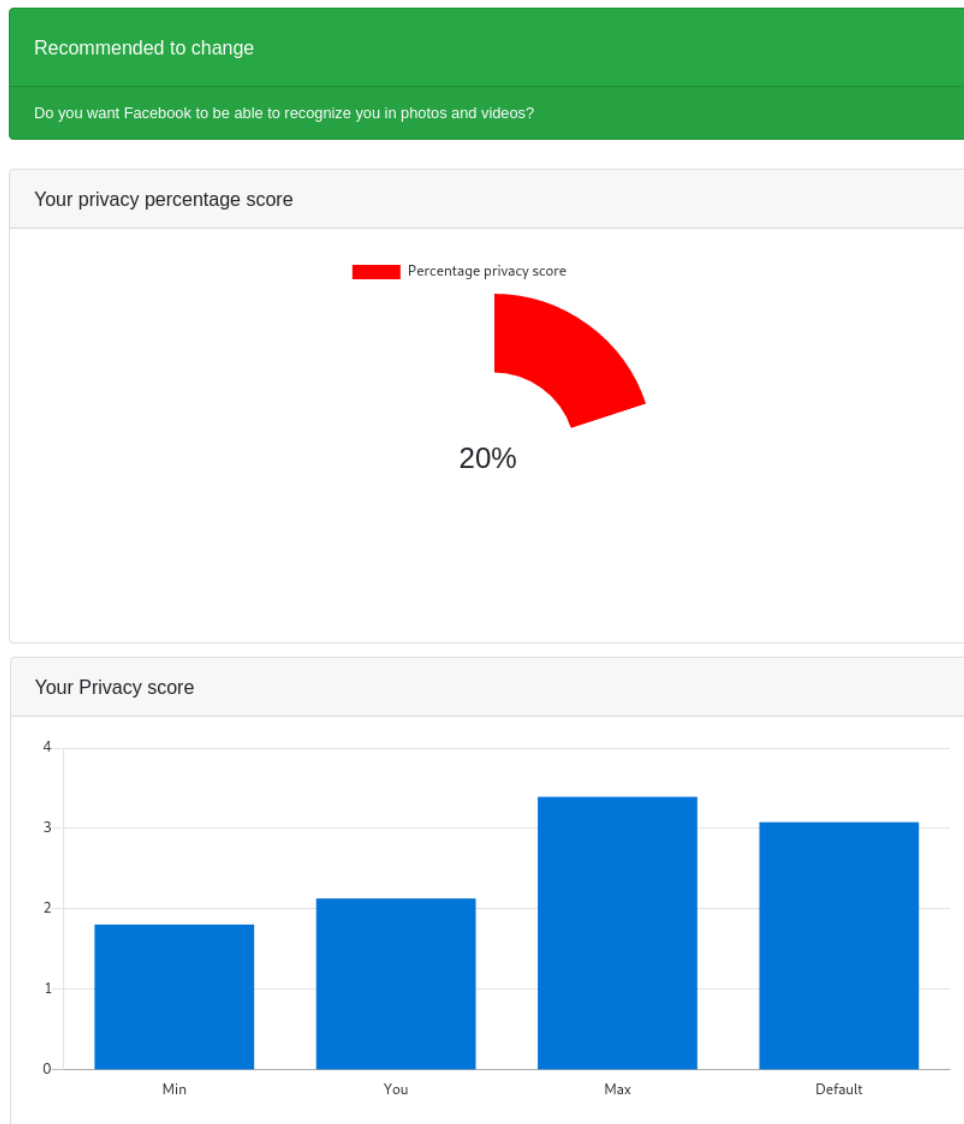 Recommended to change
Do you want Facebook to be able to recognize you in photos and videos?
Your privacy percentage score
Percentage privacy score
20%
Your Privacy score
4
3
2
1
0
Min You Max Default